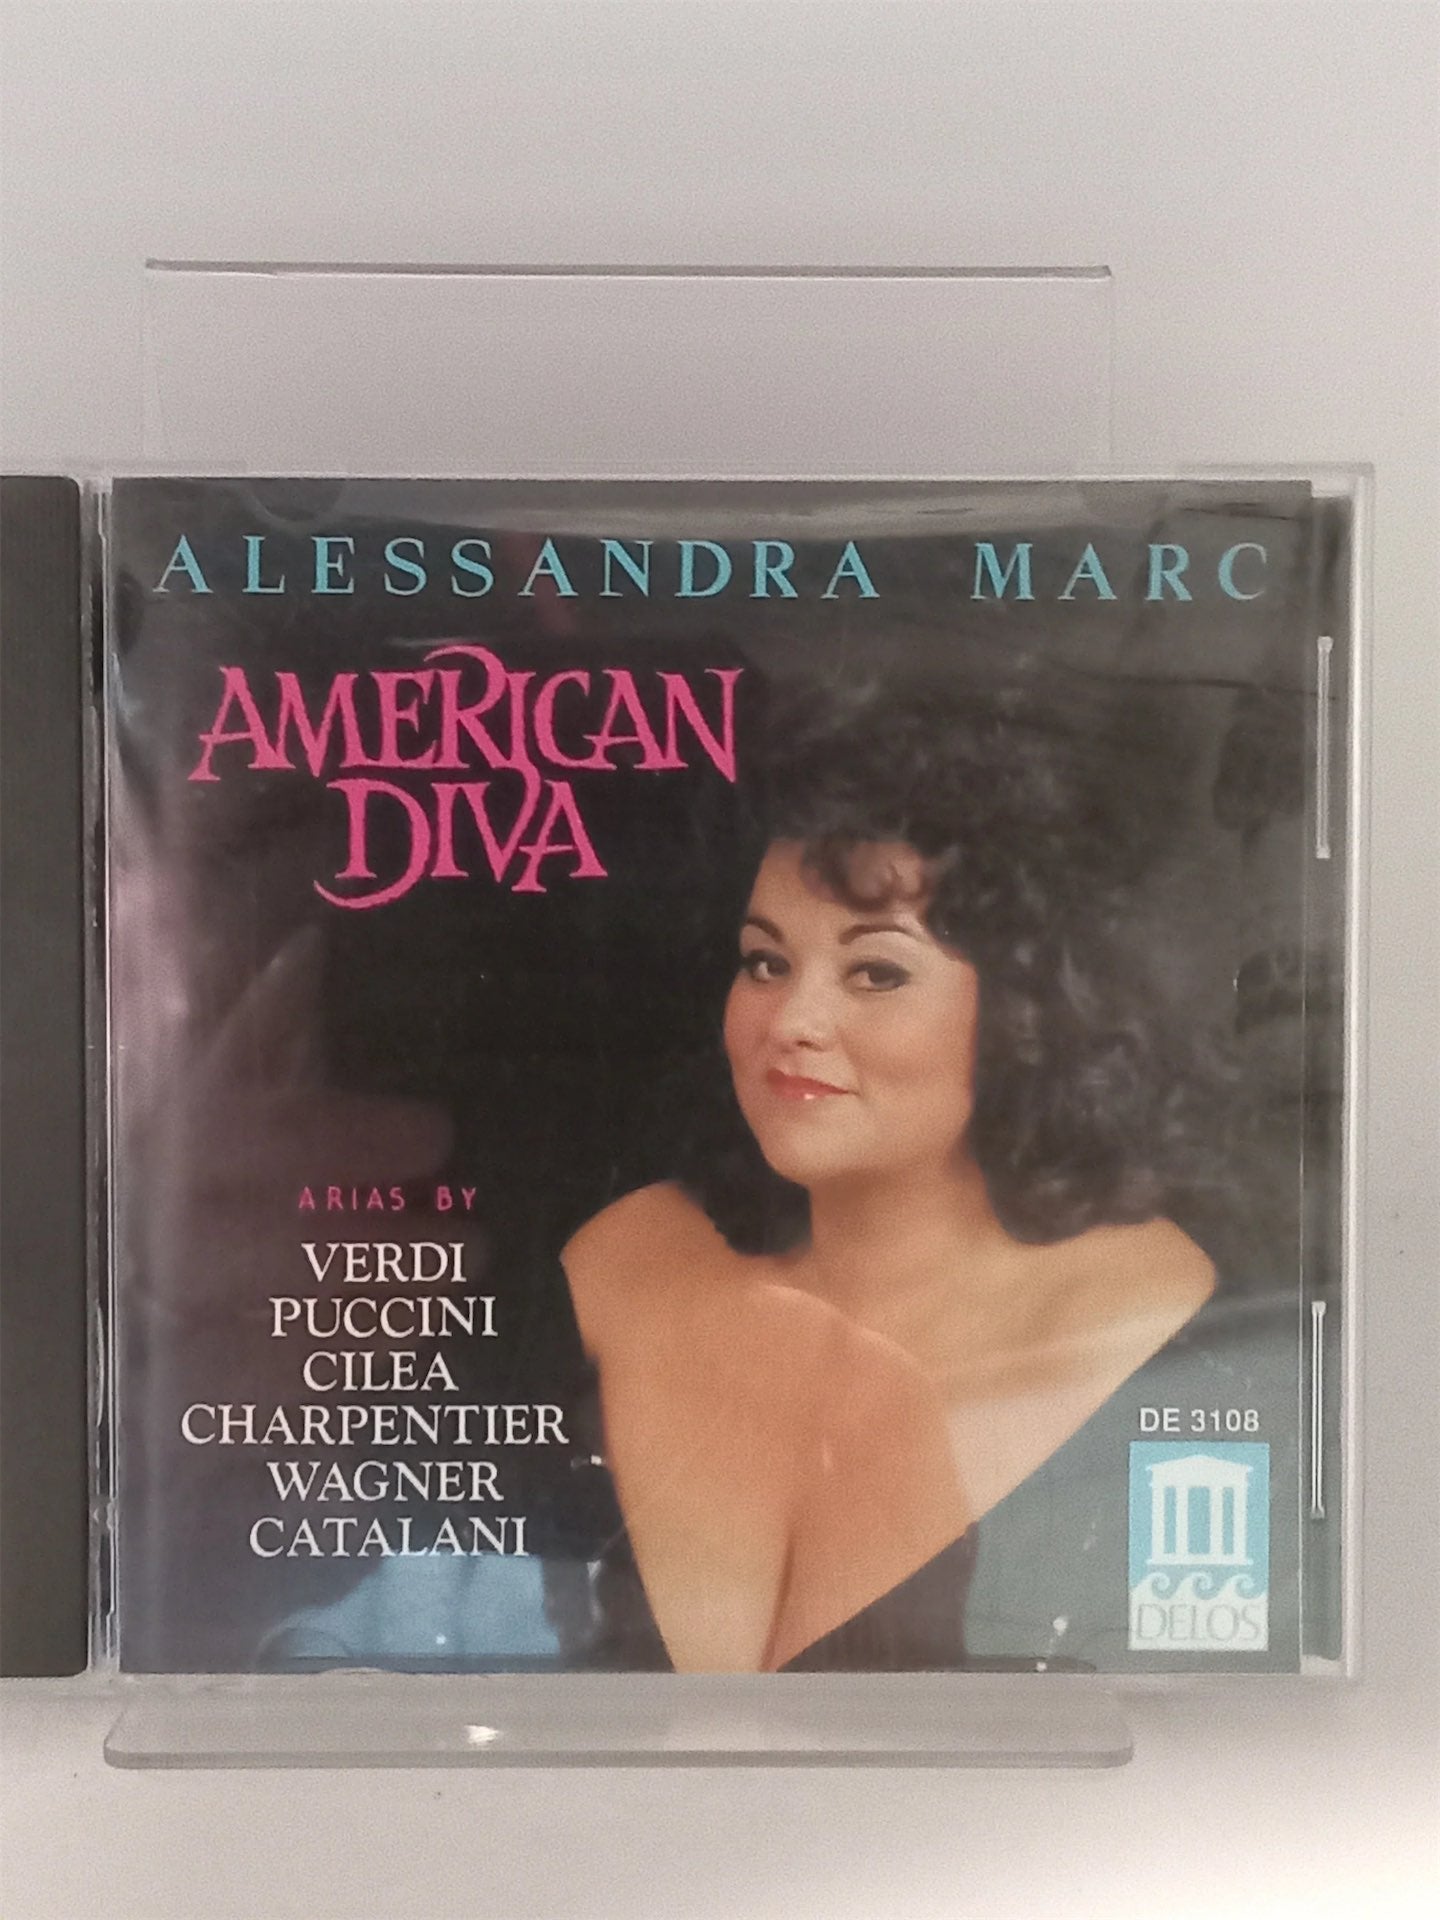 ALESSANDRA MARC
AMERICAN
DIVA
ARIAS BY
VERDI
PUCCINI
CILEA
CHARPENTIER
WAGNER
CATALANI
DE 3108
DELOS